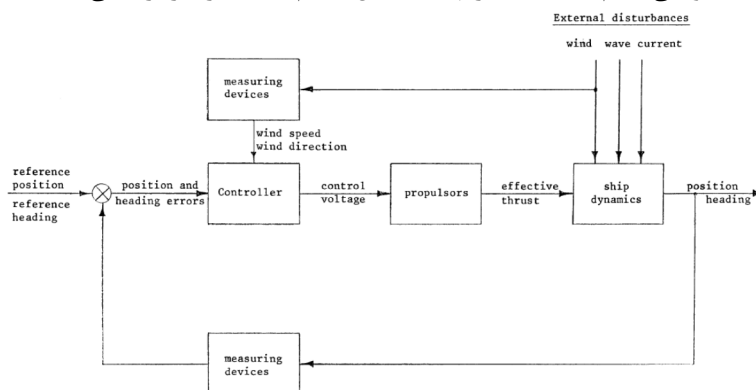 External disturbances
wind wave current
measuring
devices
wind speed
wind direction
reference
position
reference
heading
position and
heading errors
Controller
control
voltage
propulsors
effective
thrust
ship
dynamics
position
heading
measuring
devices